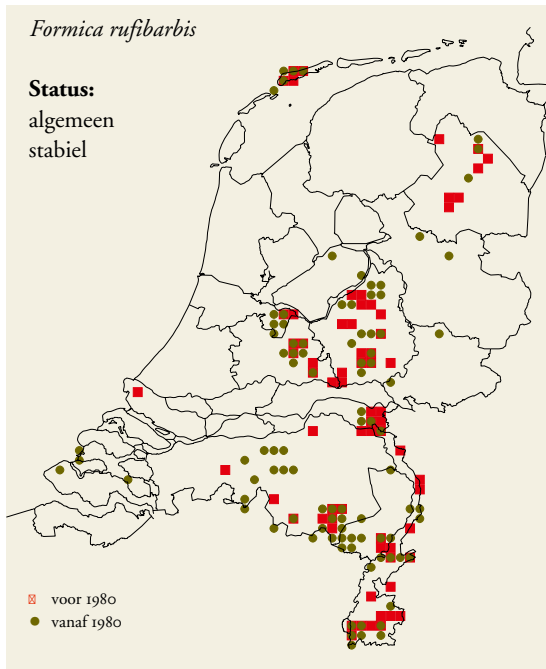 Formica rufibarbis
Status:
algemeen
stabiel
voor 1980
vanaf 1980